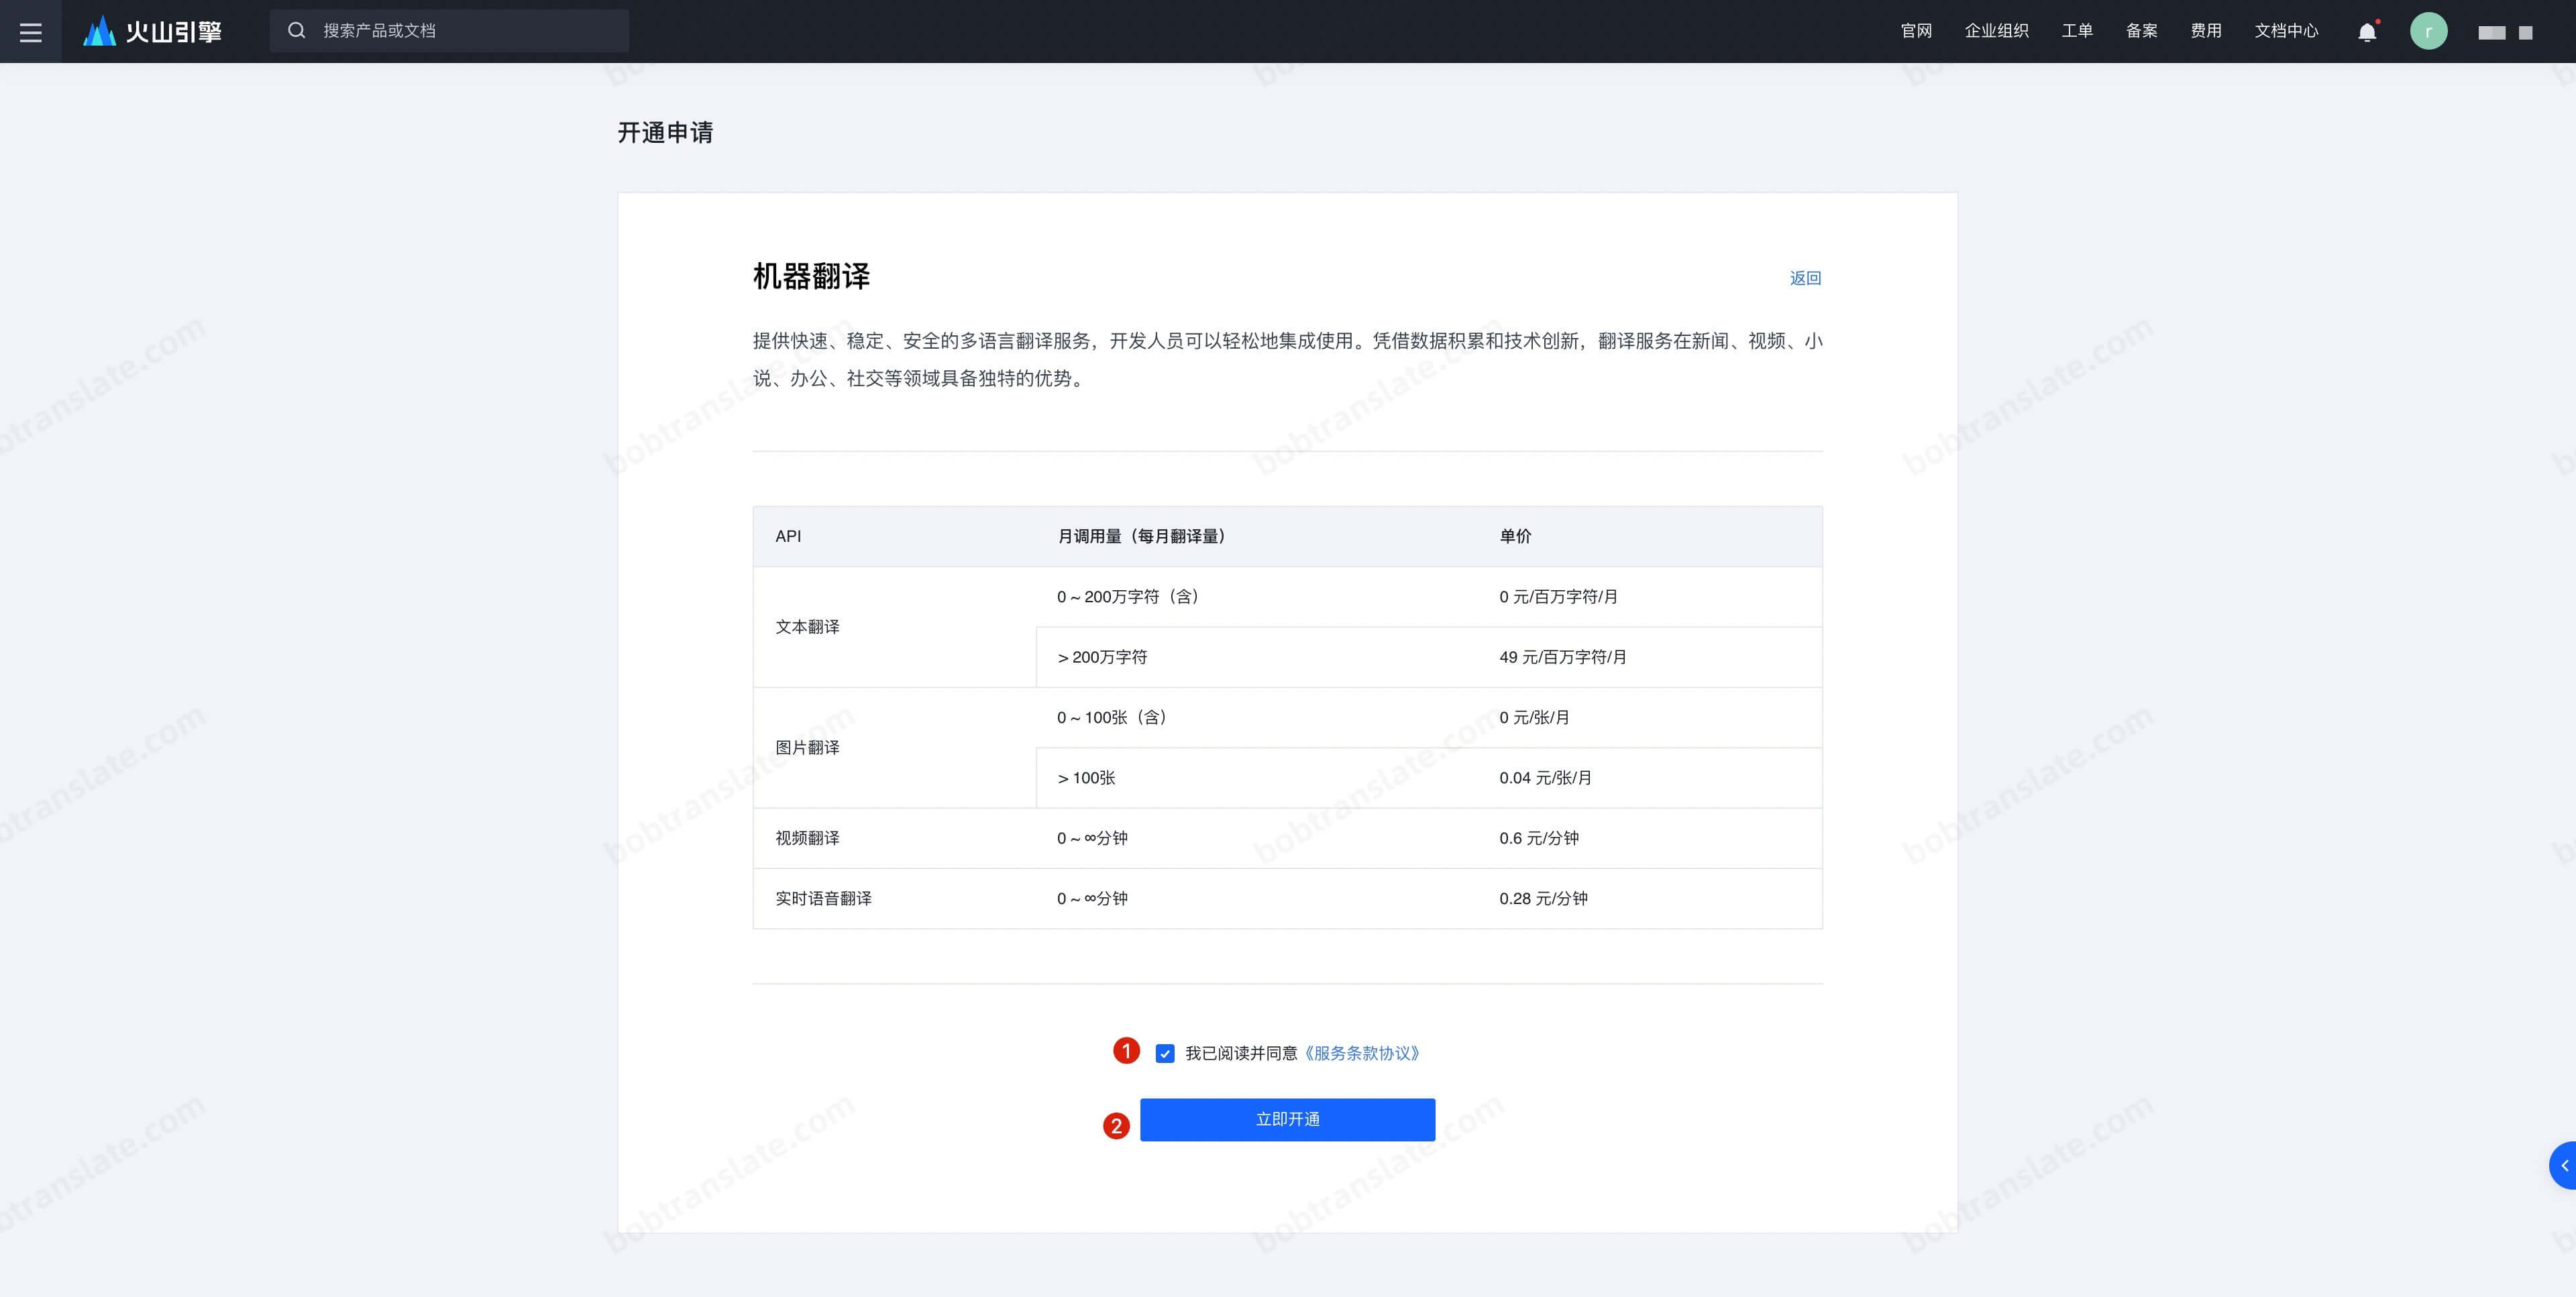 火山引擎
搜索产品或文档
官网 企业组织 工单 备案 费用 文档中心 r
开通申请
机器翻译
返回
提供快速、稳定、安全的多语言翻译服务，开发人员可以轻松地集成使用。凭借数据积累和技术创新，翻译服务在新闻、视频、小
说、办公、社交等领域具备独特的优势。
API 月调用量（每月翻译量） 单价
文本翻译
0 ~ 200万字符（含） 0 元/百万字符/月
> 200万字符 49 元/百万字符/月
图片翻译
0 ~ 100张（含） 0 元/张/月
> 100张 0.04 元/张/月
视频翻译 0 ~ ∞分钟 0.6 元/分钟
实时语音翻译 0 ~ ∞分钟 0.28 元/分钟
1 我已阅读并同意《服务条款协议》
2 立即开通
bobtranslate.com